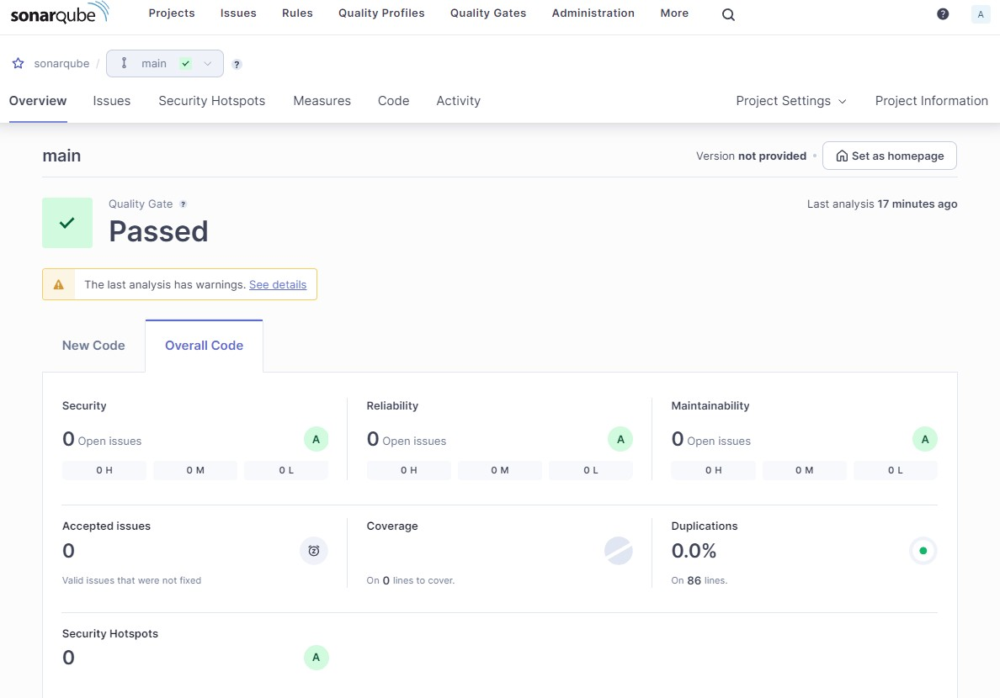 sonarqube Projects Issues Rules Quality Profiles Quality Gates Administration More ? A
sonarqube / main ?
Overview Issues Security Hotspots Measures Code Activity Project Settings Project Information
main Version not provided • Set as homepage
Quality Gate ? Last analysis 17 minutes ago
Passed
The last analysis has warnings. See details
New Code Overall Code
Security Reliability Maintainability
0 Open issues A 0 Open issues A 0 Open issues A
0 H 0 M 0 L 0 H 0 M 0 L 0 H 0 M 0 L
Accepted issues Coverage Duplications
0 z 0.0%
Valid issues that were not fixed On 0 lines to cover. On 86 lines.
Security Hotspots
0 A